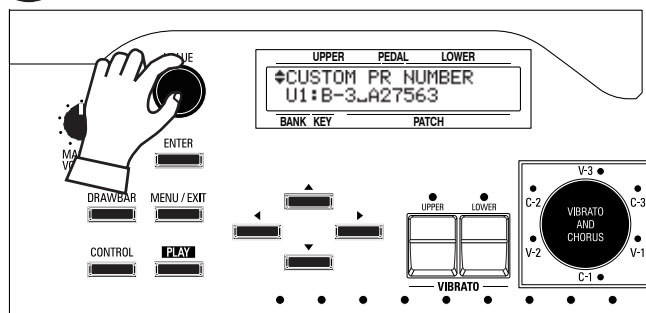 UPPER PEDAL LOWER
CUSTOM PR NUMBER
U1:B-3_A27563
BANK KEY PATCH
ENTER
DRAWBAR MENU / EXIT
CONTROL PLAY
UPPER LOWER
VIBRATO
V-3
C-2 C-3
VIBRATO
AND
CHORUS
V-2 V-1
C-1